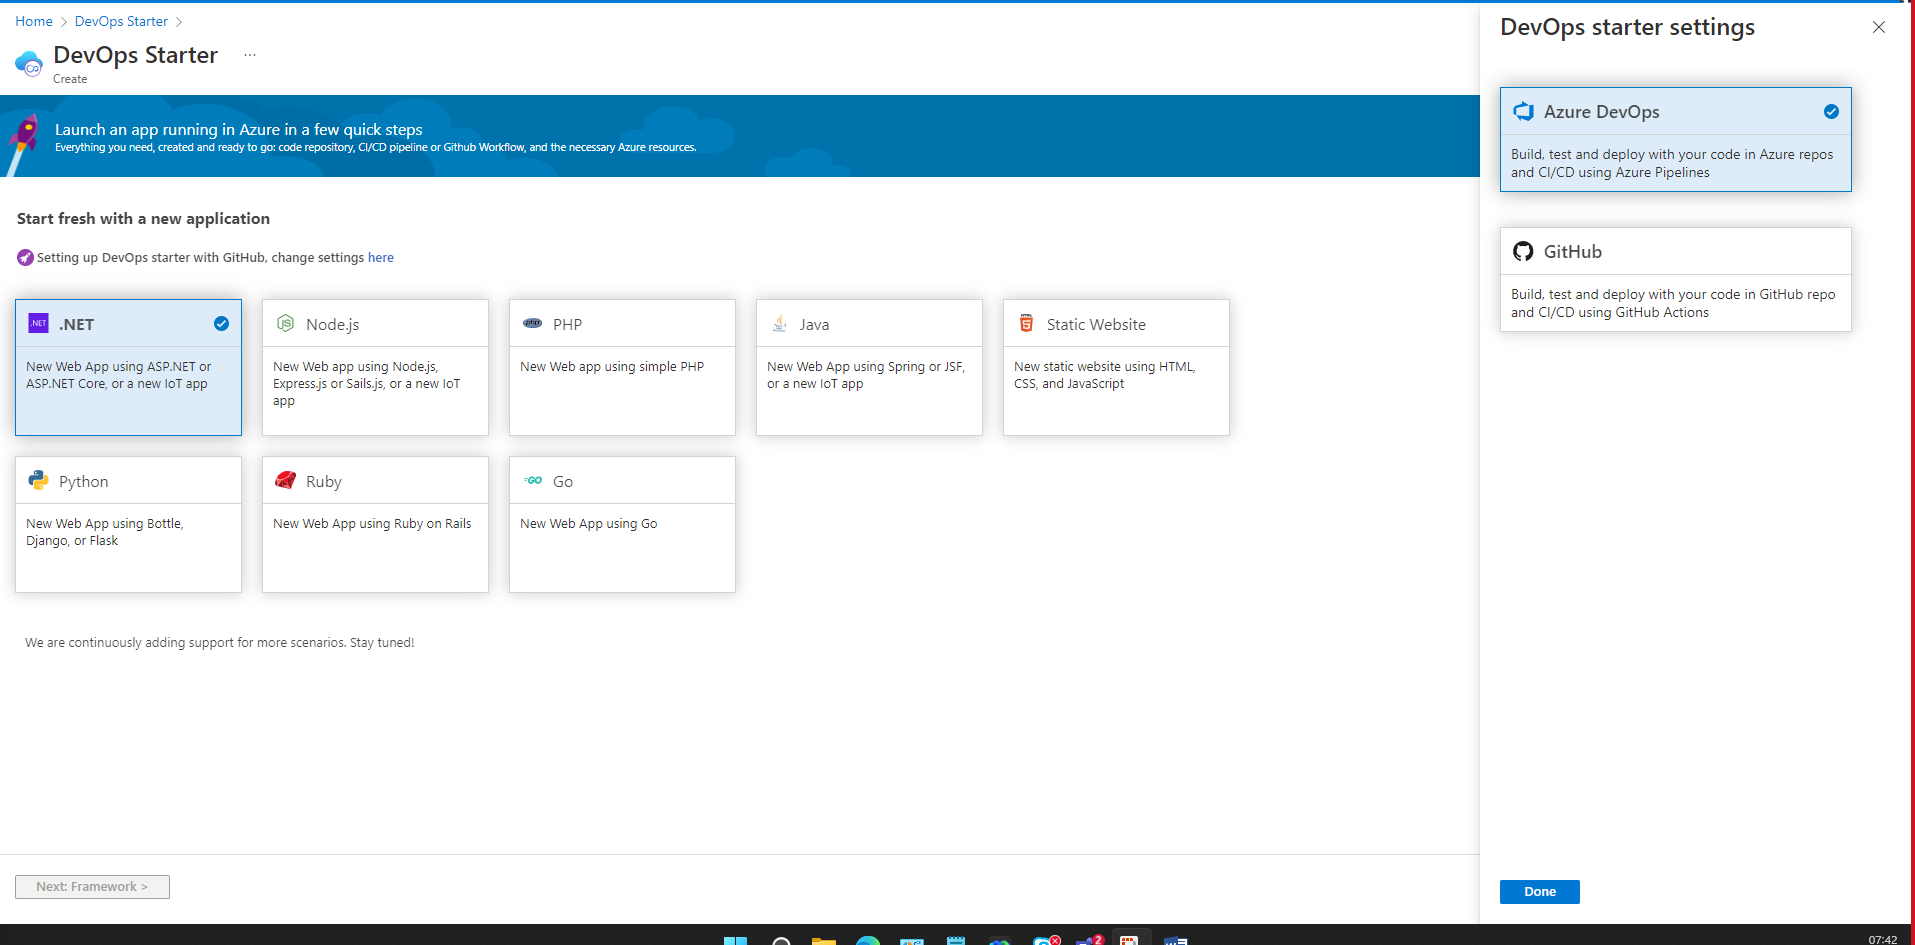 Home > DevOps Starter >
DevOps Starter ...
Create
Launch an app running in Azure in a few quick steps
Everything you need, created and ready to go: code repository, CI/CD pipeline or Github Workflow, and the necessary Azure resources.
Start fresh with a new application
Setting up DevOps starter with GitHub, change settings here
.NET
.NET
New Web App using ASP.NET or
ASP.NET Core, or a new IoT app
Node.js
New Web app using Node.js,
Express.js or Sails.js, or a new IoT
app
php
PHP
New Web app using simple PHP
Java
New Web App using Spring or JSF,
or a new IoT app
HTML
5
Static Website
New static website using HTML,
CSS, and JavaScript
Python
New Web App using Bottle,
Django, or Flask
Ruby
New Web App using Ruby on Rails
GO
Go
New Web App using Go
We are continuously adding support for more scenarios. Stay tuned!
Next: Framework >
DevOps starter settings
Azure DevOps
Build, test and deploy with your code in Azure repos
and CI/CD using Azure Pipelines
GitHub
Build, test and deploy with your code in GitHub repo
and CI/CD using GitHub Actions
Done
2
07:42